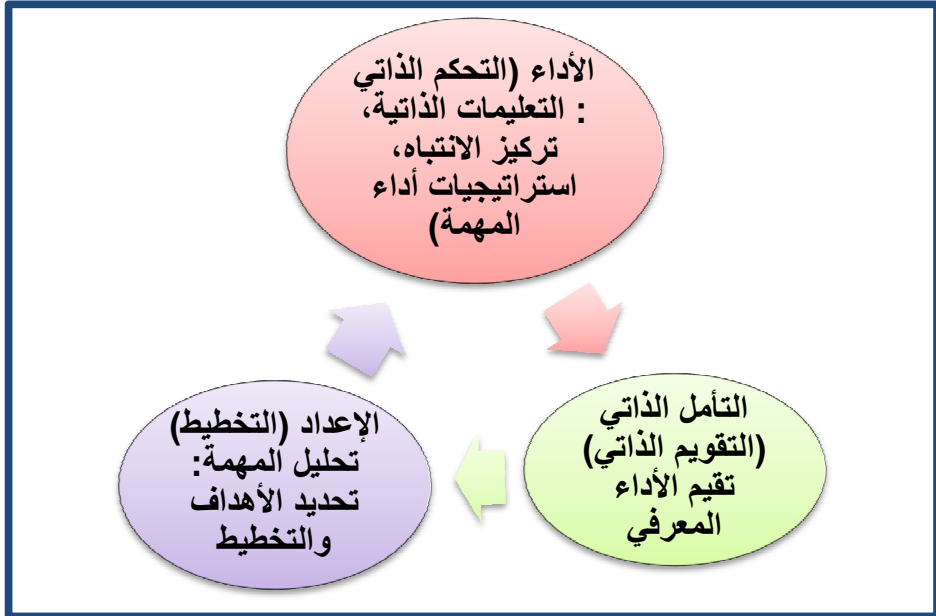 الأداء (التحكم الذاتي
: التعليمات الذاتية،
تركيز الانتباه،
استراتيجيات أداء
المهمة)
التأمل الذاتي
(التقويم الذاتي)
تقيم الأداء
المعرفي
الإعداد (التخطيط)
تحليل المهمة:
تحديد الأهداف
والتخطيط